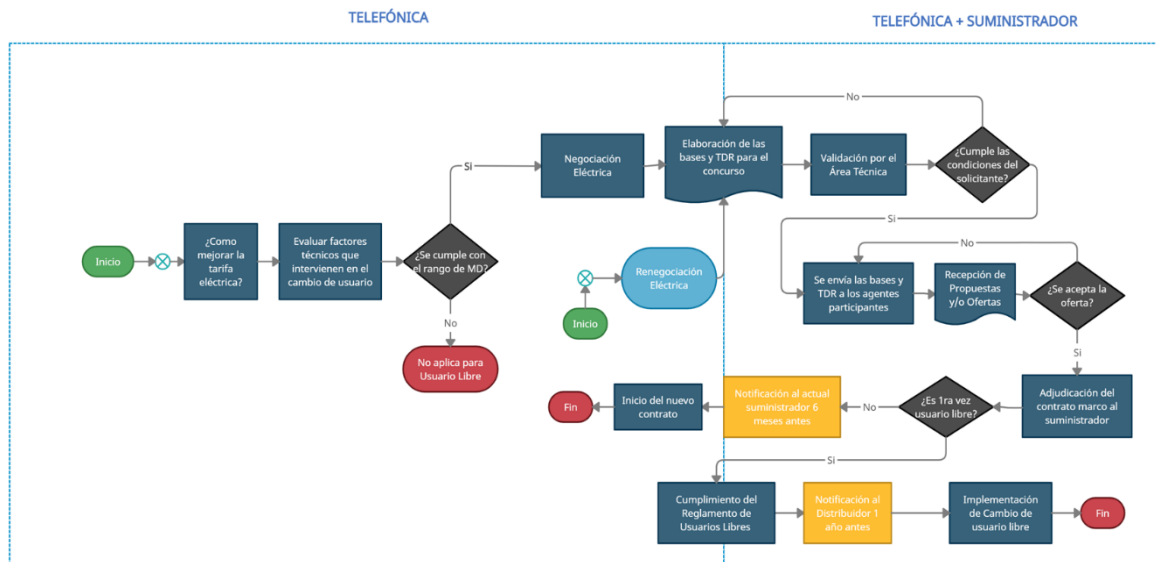 TELEFÓNICA
TELEFÓNICA + SUMINISTRADOR
No
Si
Negociación
Eléctrica
Elaboración de las
bases y TDR para el
concurso
Validación por el
Área Técnica
¿Cumple las
condiciones del
solicitante?
Si
Inicio
¿Como
mejorar la
tarifa
eléctrica?
Evaluar factores
técnicos que
intervienen en el
cambio de usuario
¿Se cumple con
el rango de MD?
No
No aplica para
Usuario Libre
Renegociación
Eléctrica
Inicio
No
Se envía las bases y
TDR a los agentes
participantes
Recepción de
Propuestas
y/o Ofertas
¿Se acepta la
oferta?
Si
Fin
Inicio del nuevo
contrato
Notificación al actual
suministrador 6
meses antes
No
¿Es 1ra vez
usuario libre?
Adjudicación del
contrato marco al
suministrador
Si
Cumplimiento del
Reglamento de
Usuarios Libres
Notificación al
Distribuidor 1
año antes
Implementación
de Cambio de
usuario libre
Fin